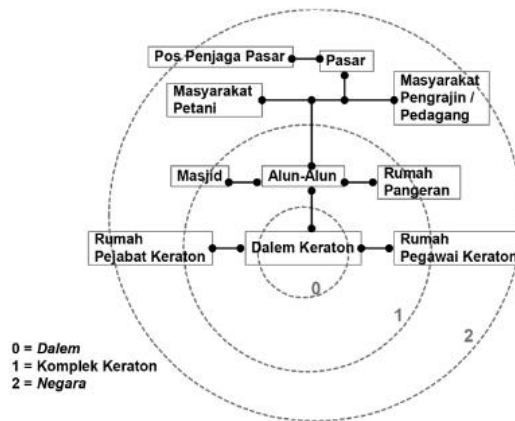 Pos Penjaga Pasar
Pasar
Masyarakat
Petani
Masyarakat
Pengrajin /
Pedagang
Masjid
Alun-Alun
Rumah
Pangeran
Rumah
Pejabat Keraton
Dalem Keraton
Rumah
Pegawai Keraton
0
1
2
0 = Dalem
1 = Komplek Keraton
2 = Negara